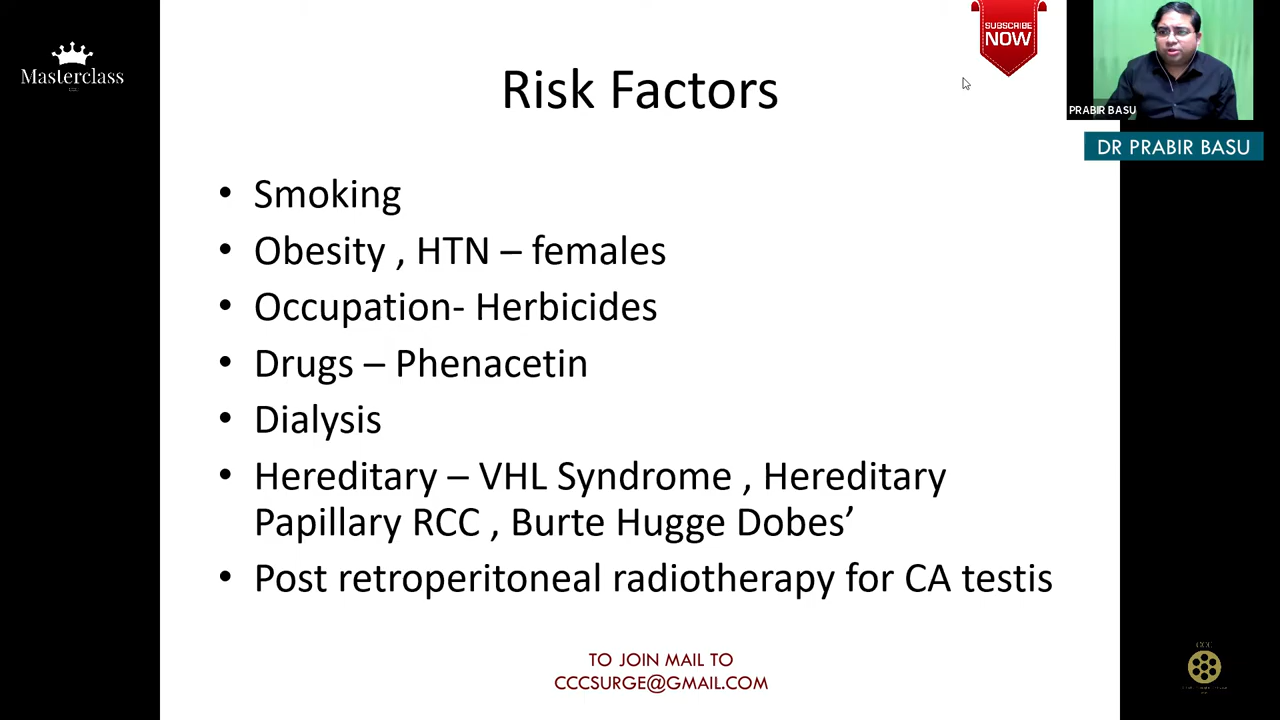 Masterclass
SUBSCRIBE
NOW
PRABIR BASU
DR PRABIR BASU
Risk Factors
• Smoking
• Obesity , HTN – females
• Occupation- Herbicides
• Drugs – Phenacetin
• Dialysis
• Hereditary – VHL Syndrome , Hereditary
Papillary RCC , Burte Hugge Dobes’
• Post retroperitoneal radiotherapy for CA testis
TO JOIN MAIL TO
CCCSURGE@GMAIL.COM
CCC